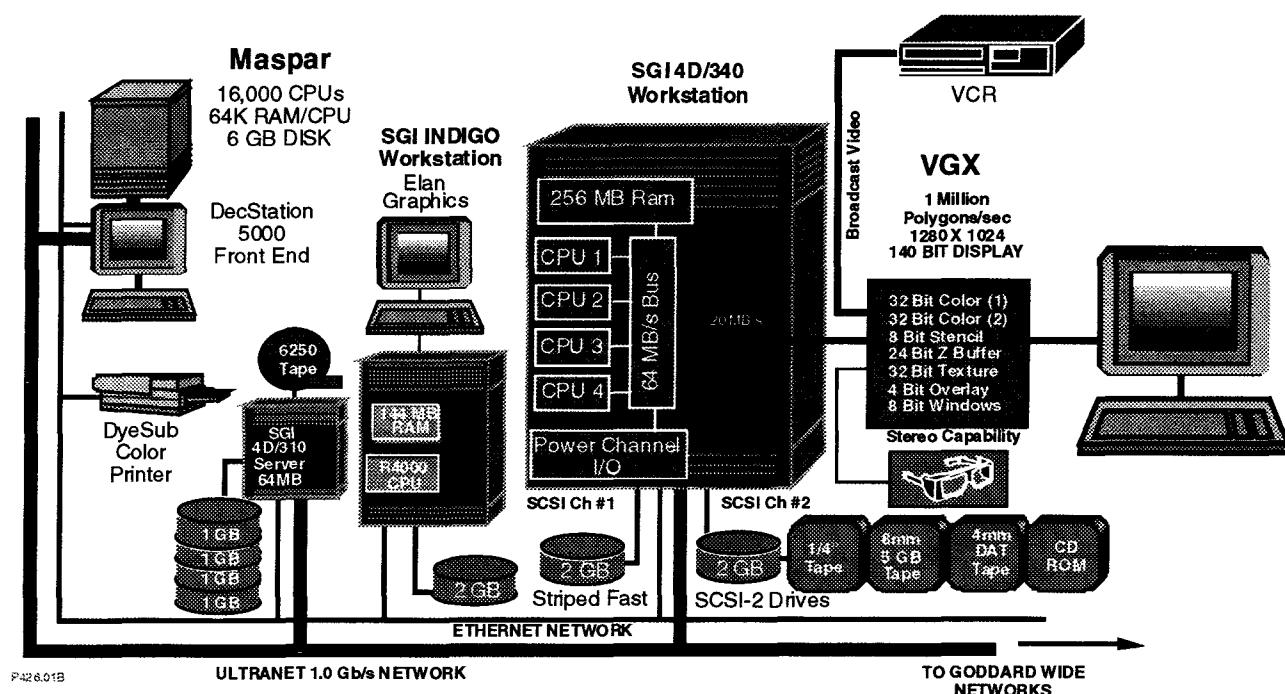 Maspar
16,000 CPUs
64K RAM/CPU
6 GB DISK
DecStation
5000
Front End
SGI INDIGO
Workstation
Elan
Graphics
SGI 4D/340
Workstation
256 MB Ram
CPU 1
CPU 2
CPU 3
CPU 4
64 MB/s Bus
20 MB/s
Power Channel
I/O
VCR
Broadcast Video
VGX
1 Million
Polygons/sec
1280 X 1024
140 BIT DISPLAY
32 Bit Color (1)
32 Bit Color (2)
8 Bit Stencil
24 Bit Z Buffer
32 Bit Texture
4 Bit Overlay
8 Bit Windows
Stereo Capability
6250
Tape
DyeSub
Color
Printer
SGI
4D/310
Server
64MB
1 GB
1 GB
1 GB
1 GB
144 MB
RAM
R4000
CPU
2 GB
SCSI Ch #1
SCSI Ch #2
2 GB
Striped Fast
2 GB
SCSI-2 Drives
1/4"
Tape
8mm
5 GB
Tape
4mm
DAT
Tape
CD
ROM
ETHERNET NETWORK
ULTRANET 1.0 Gb/s NETWORK
TO GODDARD WIDE
NETWORKS
P426.01B